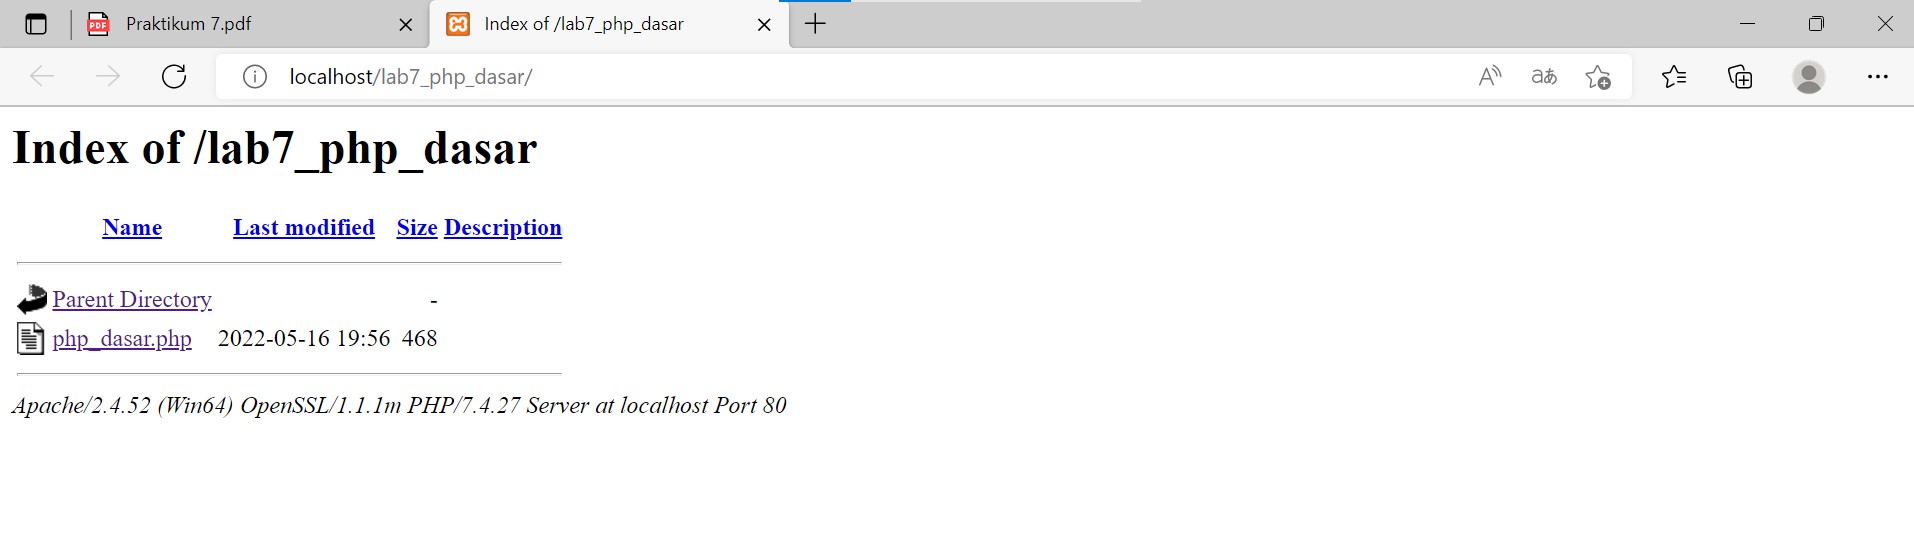 PDF Praktikum 7.pdf Index of /lab7_php_dasar
localhost/lab7_php_dasar/ A aあ
Index of /lab7_php_dasar
Name Last modified Size Description
Parent Directory -
php_dasar.php 2022-05-16 19:56 468
Apache/2.4.52 (Win64) OpenSSL/1.1.1m PHP/7.4.27 Server at localhost Port 80